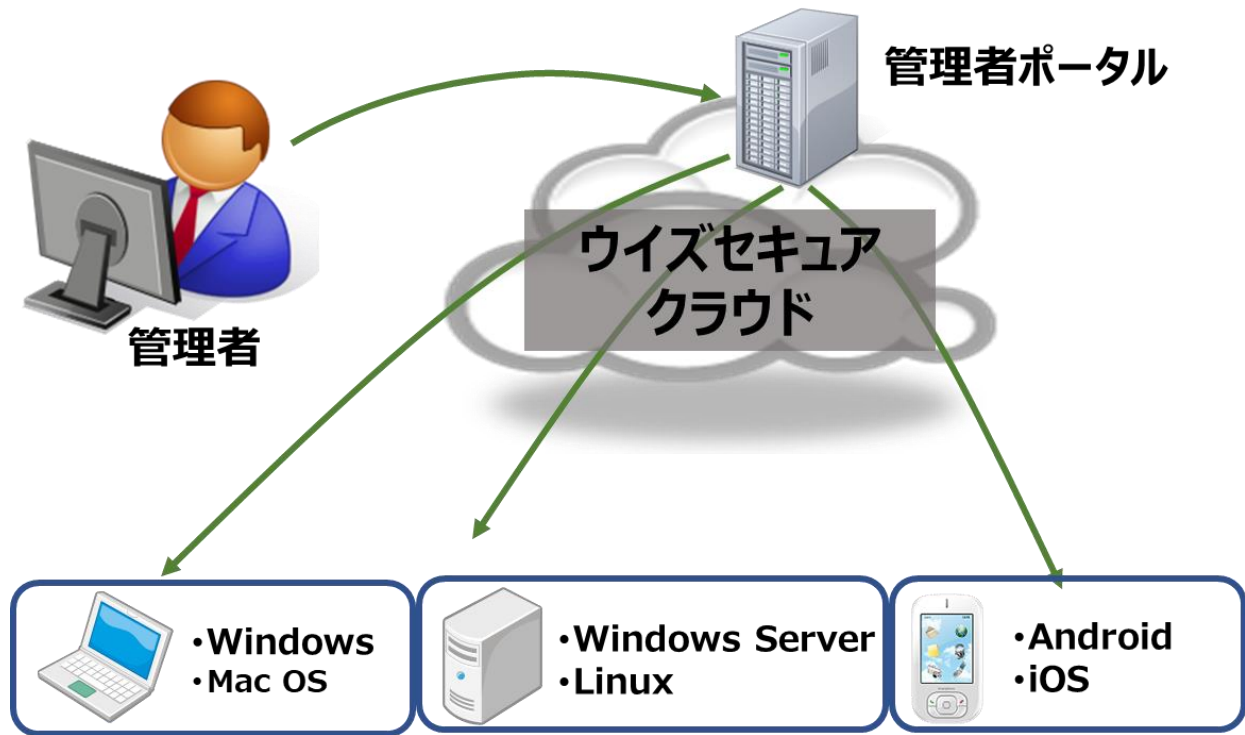 管理者ポータル
ウイズセキュア
クラウド
管理者
・Windows
・Mac OS
・Windows Server
・Linux
・Android
・iOS